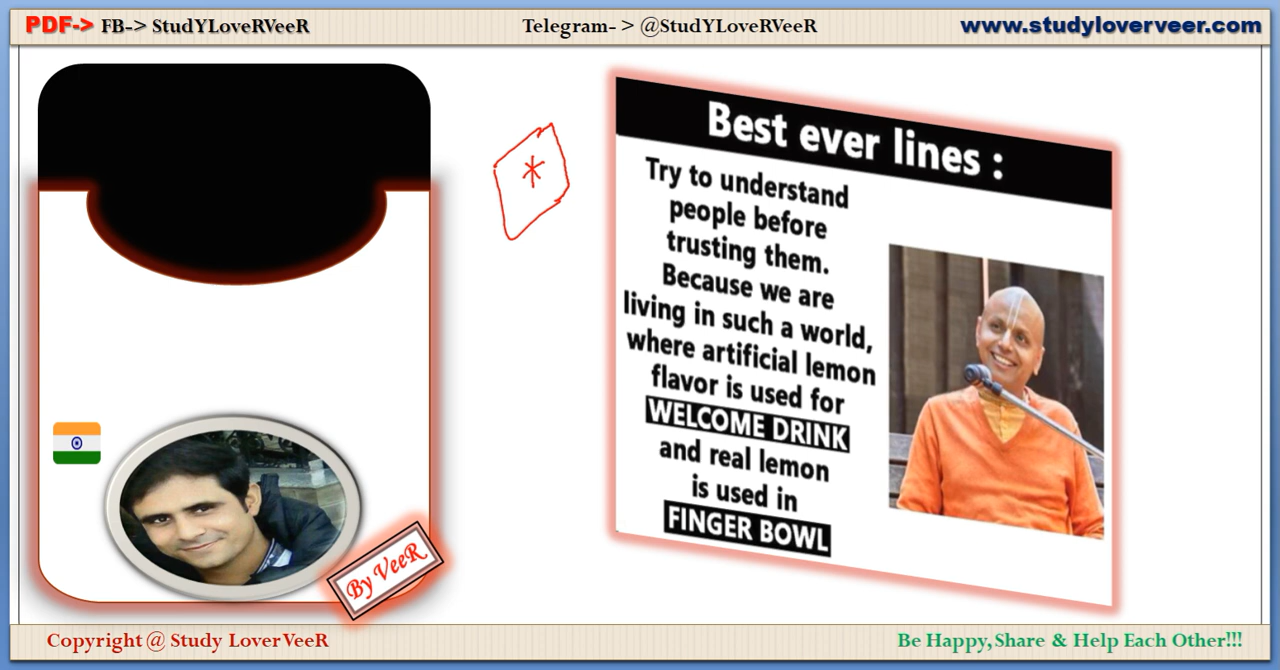 PDF-> FB-> StudYLoveRVeeR
Telegram- > @StudYLoveRVeeR
www.studyloverveer.com
*
Best ever lines :
Try to understand
people before
trusting them.
Because we are
living in such a world,
where artificial lemon
flavor is used for
WELCOME DRINK
and real lemon
is used in
FINGER BOWL
By VeeR
Copyright @ Study LoverVeeR
Be Happy,Share & Help Each Other!!!